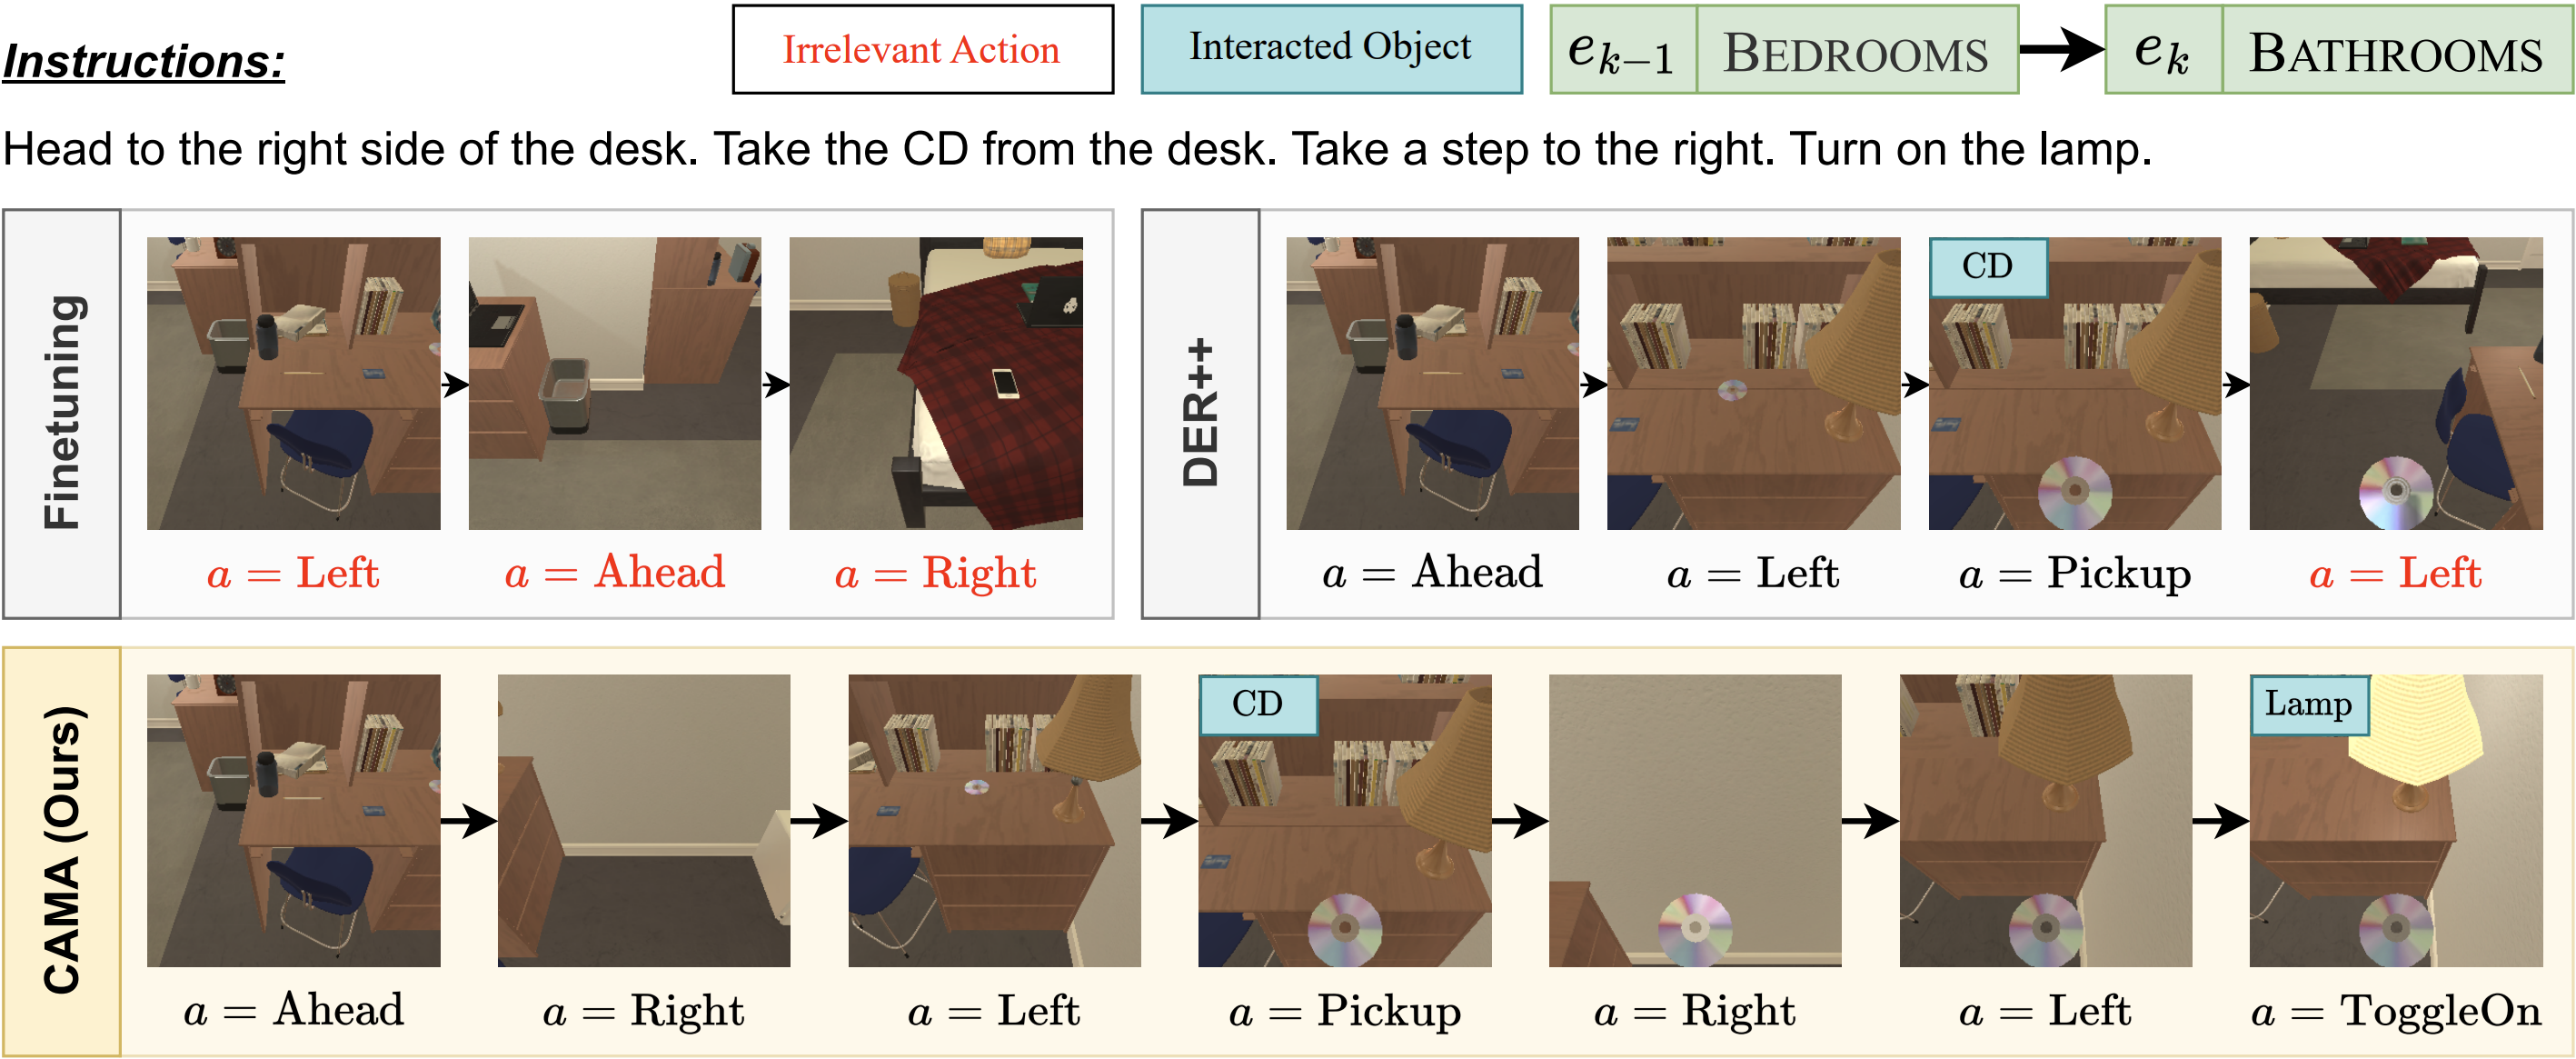 Instructions:
Irrelevant Action
Interacted Object
e_{k−1} BEDROOMS
e_k BATHROOMS
Head to the right side of the desk. Take the CD from the desk. Take a step to the right. Turn on the lamp.
Finetuning
a = Left
a = Ahead
a = Right
DER++
CD
a = Ahead
a = Left
a = Pickup
a = Left
CAMA (Ours)
CD
Lamp
a = Ahead
a = Right
a = Left
a = Pickup
a = Right
a = Left
a = ToggleOn